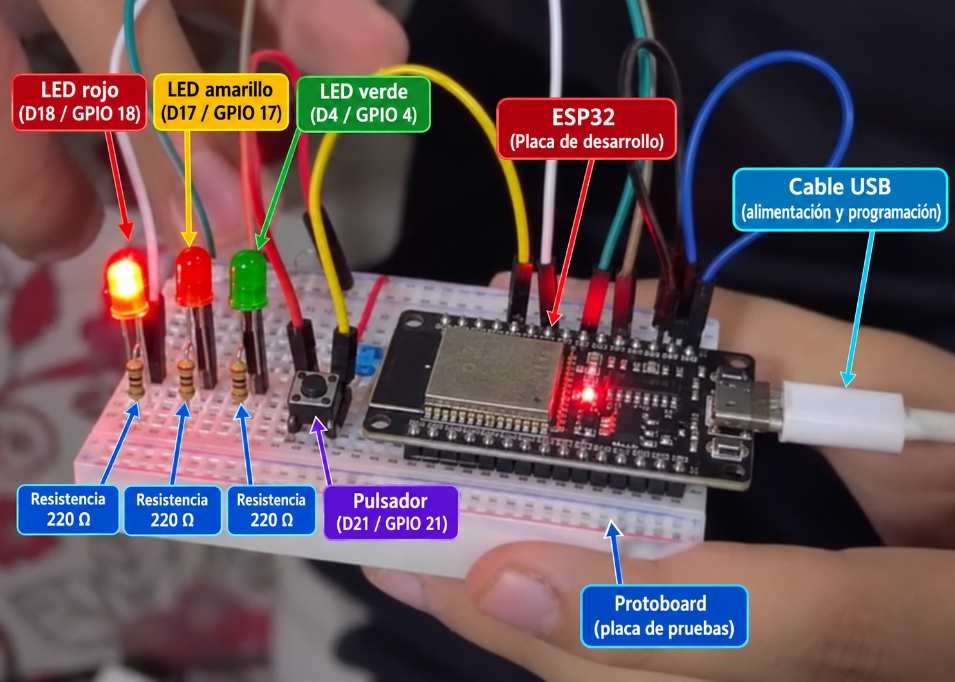 LED rojo
(D18 / GPIO 18)
LED amarillo
(D17 / GPIO 17)
LED verde
(D4 / GPIO 4)
ESP32
(Placa de desarrollo)
Cable USB
(alimentación y programación)
Resistencia
220 Ω
Resistencia
220 Ω
Resistencia
220 Ω
Pulsador
(D21 / GPIO 21)
Protoboard
(placa de pruebas)